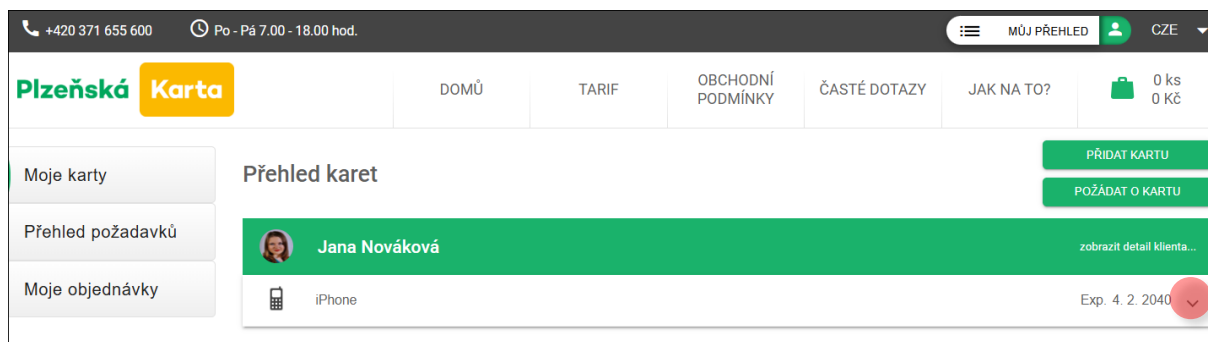 +420 371 655 600
Po - Pá 7.00 - 18.00 hod.
MŮJ PŘEHLED
CZE
Plzeňská Karta
DOMŮ
TARIF
OBCHODNÍ
PODMÍNKY
ČASTÉ DOTAZY
JAK NA TO?
0 ks
0 Kč
Moje karty
Přehled požadavků
Moje objednávky
Přehled karet
PŘIDAT KARTU
POŽÁDAT O KARTU
Jana Nováková
zobrazit detail klienta...
iPhone
Exp. 4. 2. 2040